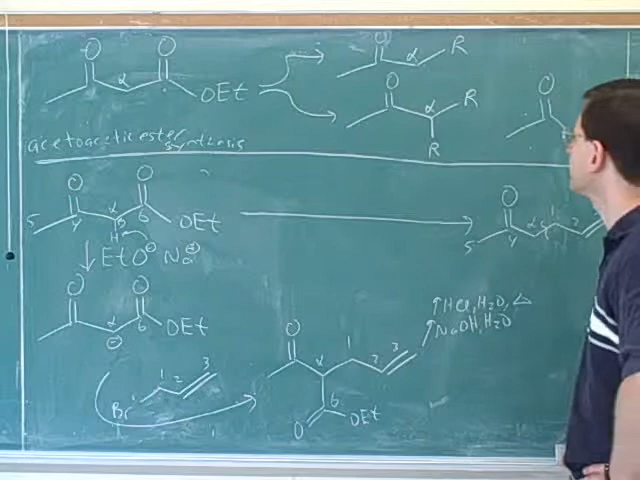 O O
α
OEt
O
α R
O
α R
R
O
acetoacetic ester synthesis
O O
5 4 α 6 OEt
H
EtO⊖ Na⊕
O
5 4 α 1 2
O O
α 6 OEt
⊖
↑HCl, H2O, △
↑NaOH, H2O
Br 1 2 3
O
α 1 2 3
6
O OEt